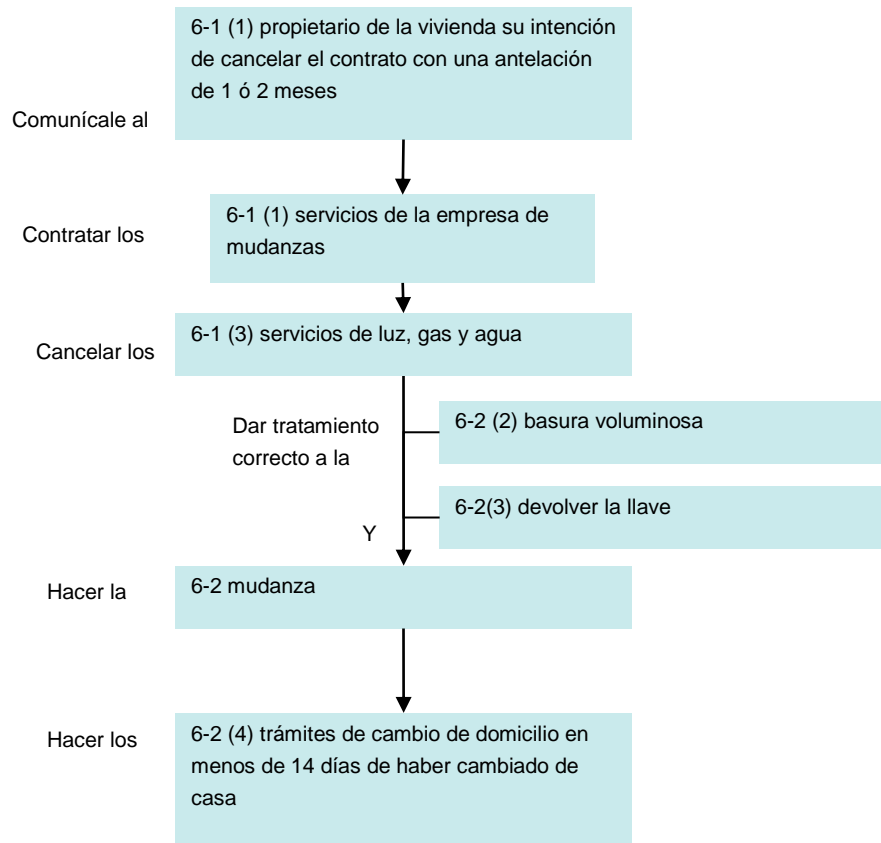 Comunícale al
6-1 (1) propietario de la vivienda su intención
de cancelar el contrato con una antelación
de 1 ó 2 meses
Contratar los
6-1 (1) servicios de la empresa de
mudanzas
Cancelar los
6-1 (3) servicios de luz, gas y agua
Dar tratamiento
correcto a la
6-2 (2) basura voluminosa
Y
6-2(3) devolver la llave
Hacer la
6-2 mudanza
Hacer los
6-2 (4) trámites de cambio de domicilio en
menos de 14 días de haber cambiado de
casa